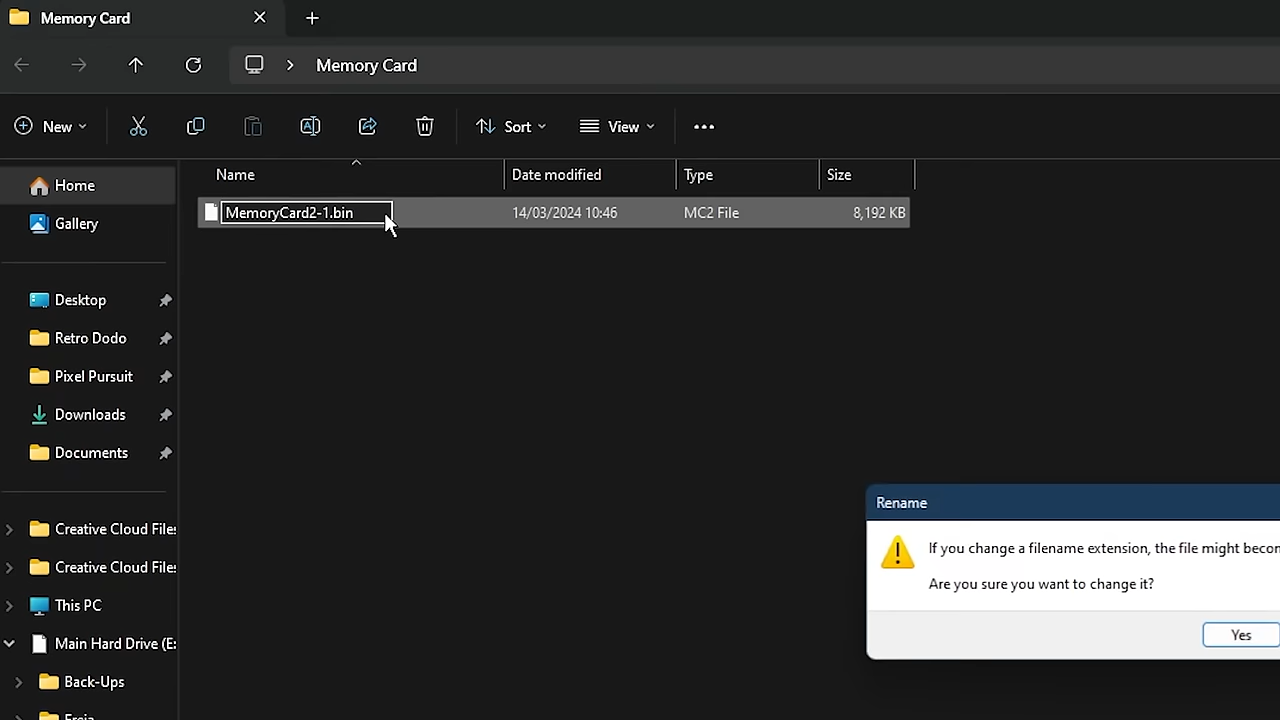 Memory Card
Memory Card
New
Sort
View
Name
Date modified
Type
Size
MemoryCard2-1.bin
14/03/2024 10:46
MC2 File
8,192 KB
Home
Gallery
Desktop
Retro Dodo
Pixel Pursuit
Downloads
Documents
Creative Cloud Files
Creative Cloud Files
This PC
Main Hard Drive (E:
Back-Ups
Freja
Rename
If you change a filename extension, the file might becom
Are you sure you want to change it?
Yes